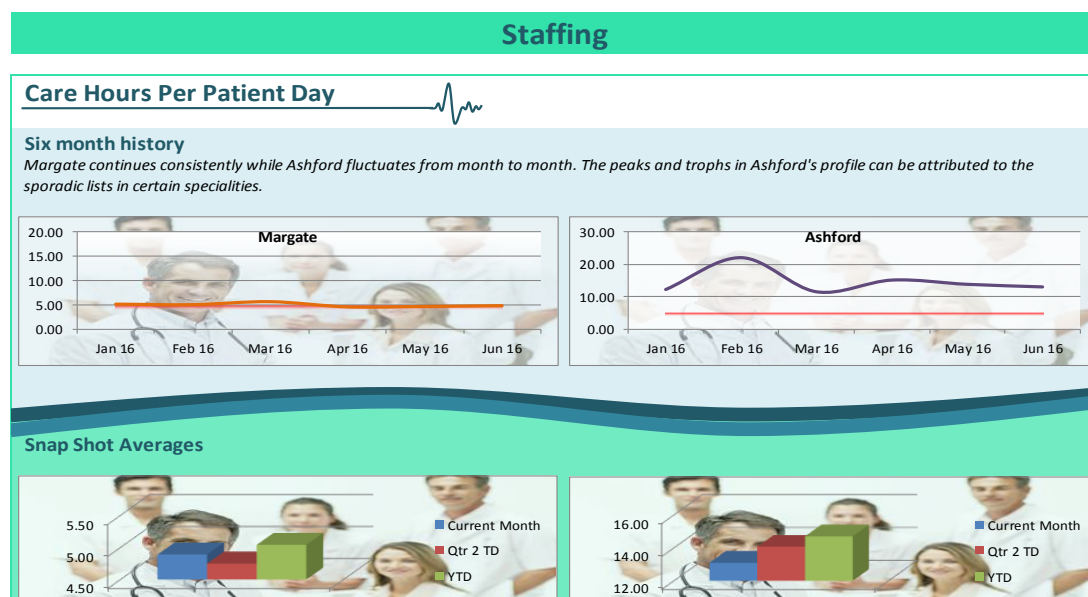 Staffing
Care Hours Per Patient Day
Six month history
Margate continues consistently while Ashford fluctuates from month to month. The peaks and trophs in Ashford's profile can be attributed to the
sporadic lists in certain specialities.
Margate
20.00
15.00
10.00
5.00
0.00
Jan 16 Feb 16 Mar 16 Apr 16 May 16 Jun 16
Ashford
30.00
20.00
10.00
0.00
Jan 16 Feb 16 Mar 16 Apr 16 May 16 Jun 16
Snap Shot Averages
5.50
5.00
4.50
Current Month
Qtr 2 TD
YTD
16.00
14.00
12.00
Current Month
Qtr 2 TD
YTD